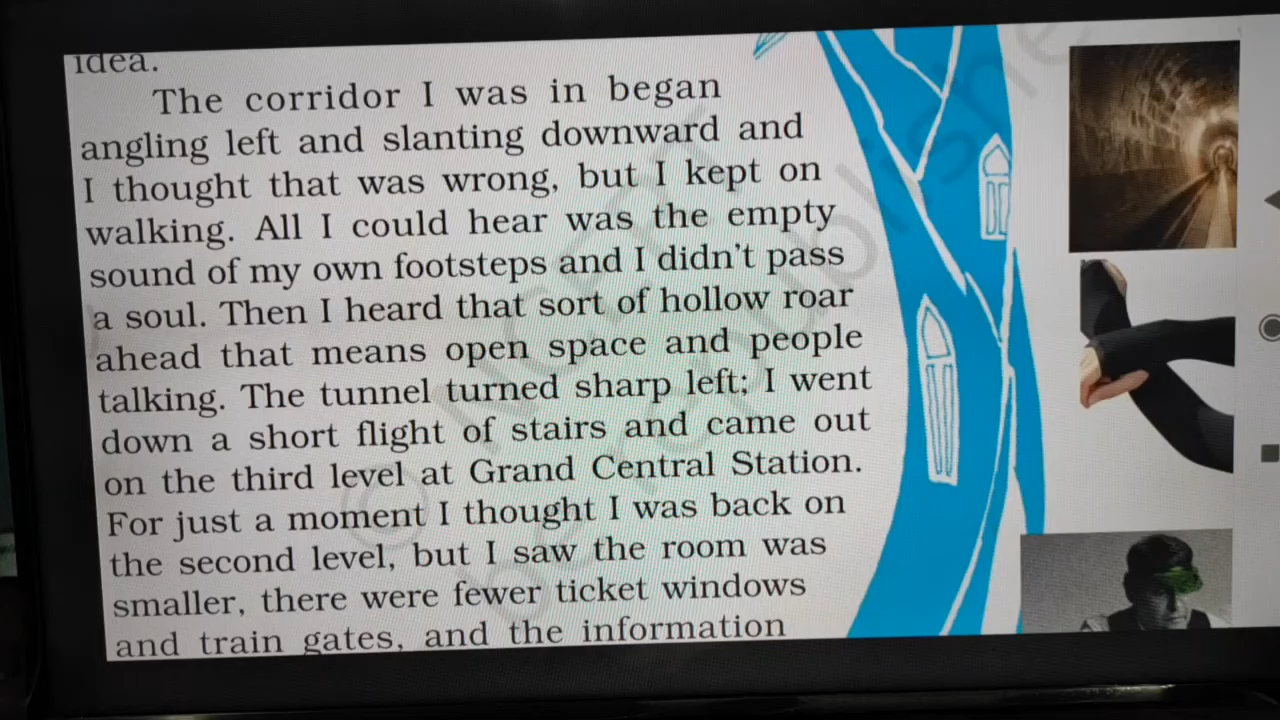 idea.
The corridor I was in began
angling left and slanting downward and
I thought that was wrong, but I kept on
walking. All I could hear was the empty
sound of my own footsteps and I didn't pass
a soul. Then I heard that sort of hollow roar
ahead that means open space and people
talking. The tunnel turned sharp left; I went
down a short flight of stairs and came out
on the third level at Grand Central Station.
For just a moment I thought I was back on
the second level, but I saw the room was
smaller, there were fewer ticket windows
and train gates, and the information